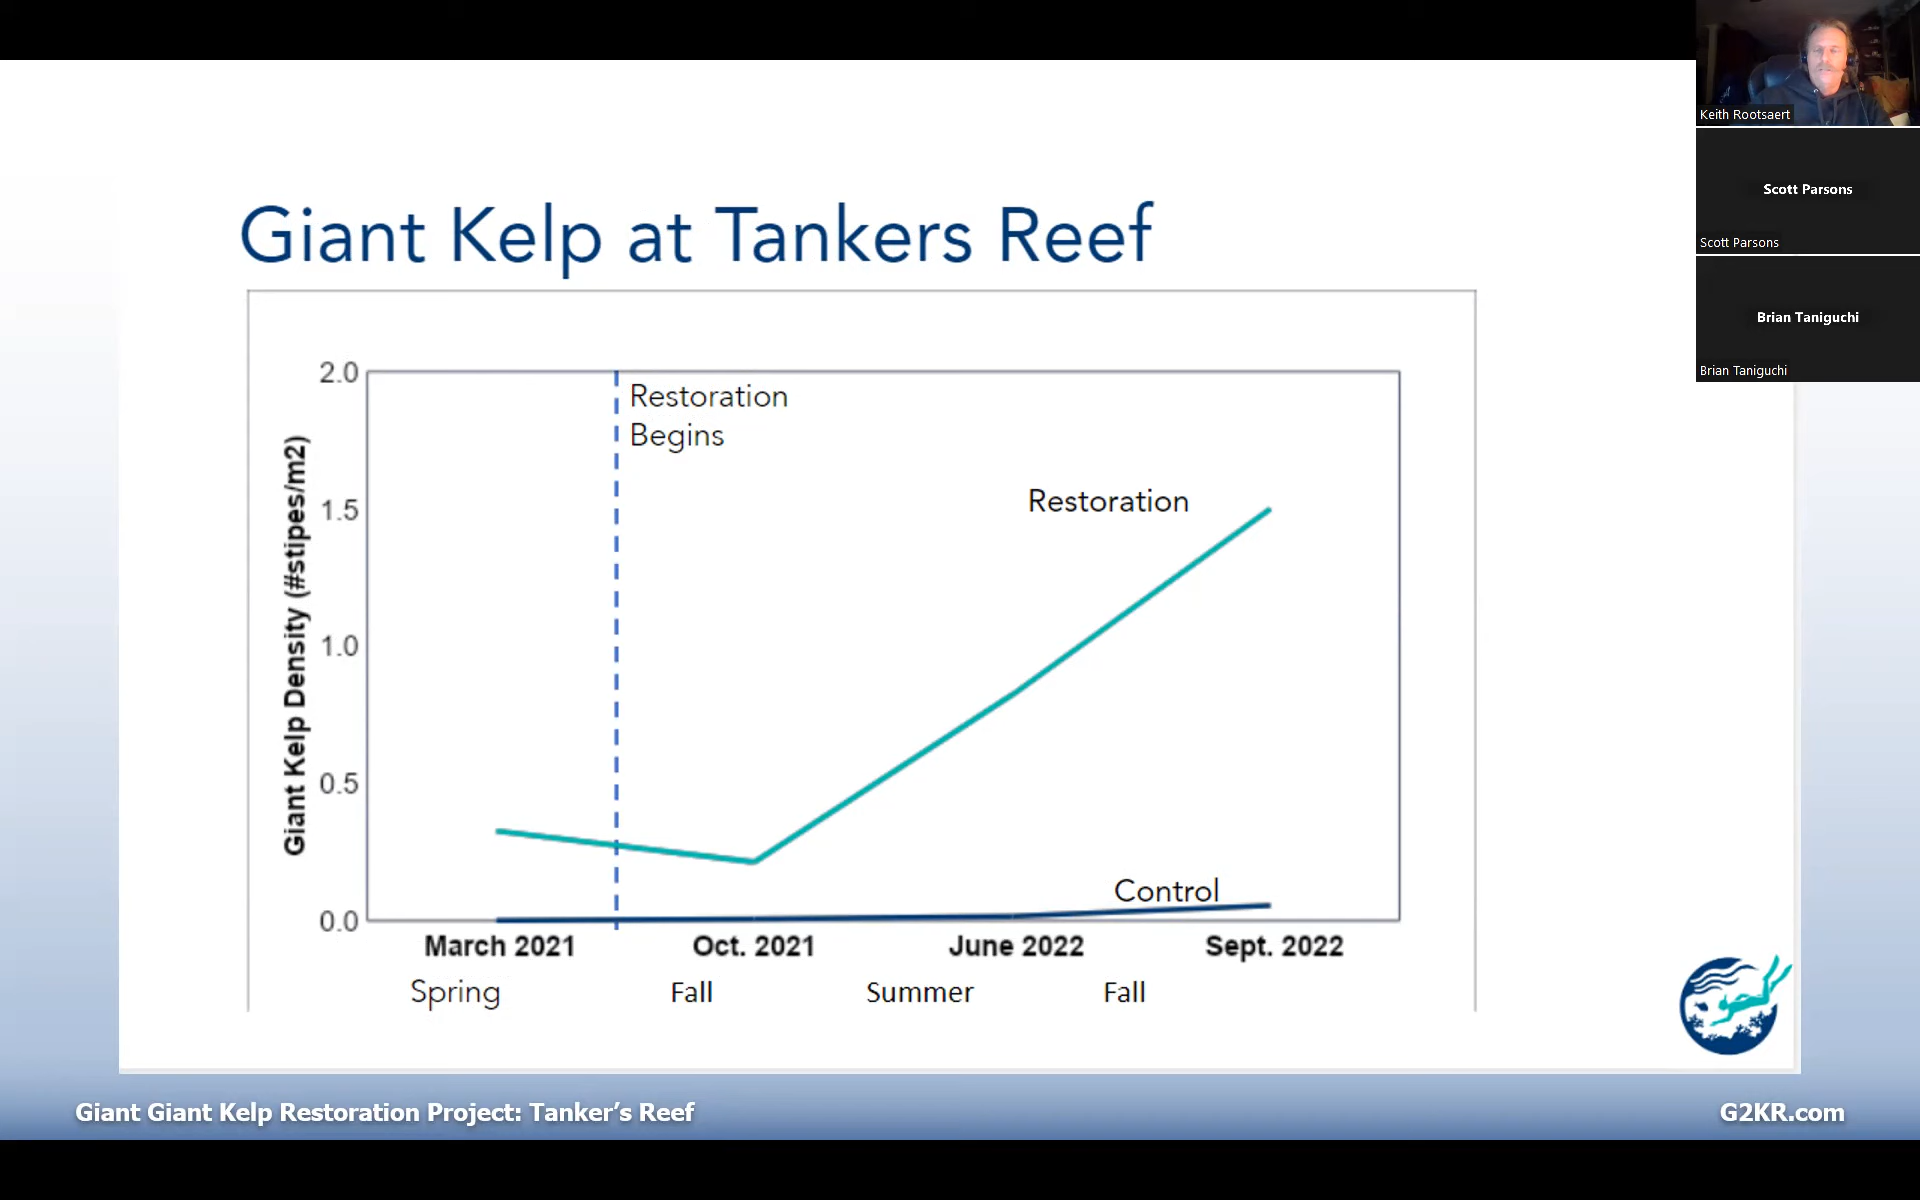 Giant Kelp at Tankers Reef
Restoration
Begins
Restoration
Control
Giant Kelp Density (#stipes/m2)
2.0
1.5
1.0
0.5
0.0
March 2021 Oct. 2021 June 2022 Sept. 2022
Spring Fall Summer Fall
Giant Giant Kelp Restoration Project: Tanker’s Reef
G2KR.com
Keith Rootsaert
Scott Parsons
Scott Parsons
Brian Taniguchi
Brian Taniguchi